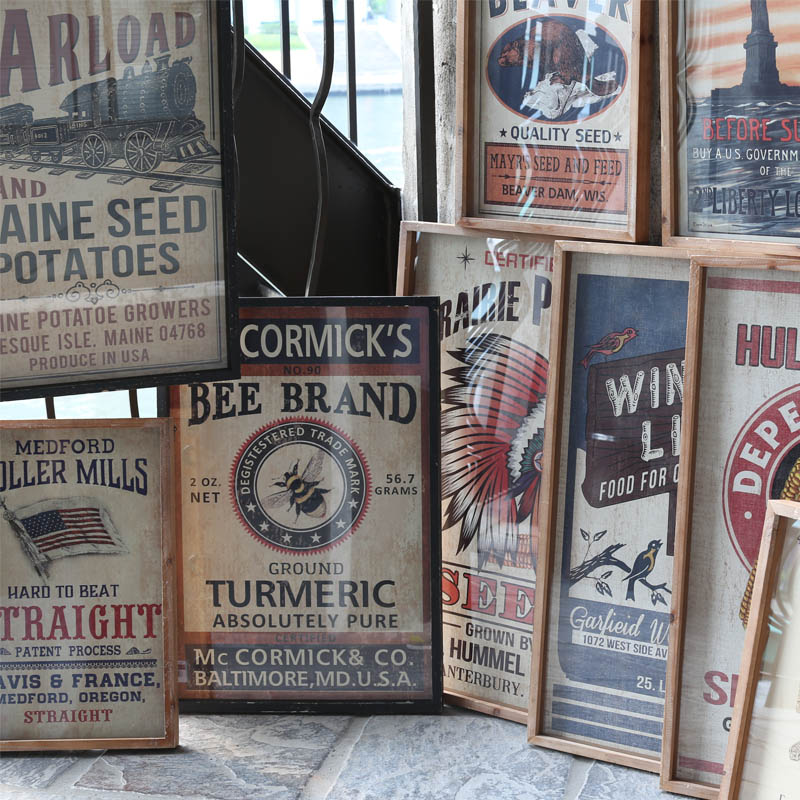 ARLOAD
AND
AINE SEED
POTATOES
INE POTATOE GROWERS
ESQUE ISLE. MAINE 04768
PRODUCE IN USA
MEDFORD
OLLER MILLS
HARD TO BEAT
TRAIGHT
PATENT PROCESS
AVIS & FRANCE,
MEDFORD, OREGON,
STRAIGHT
CORMICK'S
NO.90
BEE BRAND
DEGISTESTERED TRADE MARK
2 OZ. 56.7
NET GRAMS
GROUND
TURMERIC
ABSOLUTELY PURE
CERTIFIED
Mc CORMICK& CO.
BALTIMORE,MD.U.S.A.
BEAVER
★QUALITY SEED★
MAYR'S SEED AND FEED
BEAVER DAM, WIS.
BEFORE SU
BUY A U.S. GOVERNM
OF THE
2ND LIBERTY LO
CERTIFIE
RAIRIE P
SEE
GROWN BY
HUMMEL
ANTERBURY.
WIN
LI
FOOD FOR
Garfield W
1072 WEST SIDE AV
25. L
HUL
DEPE
S